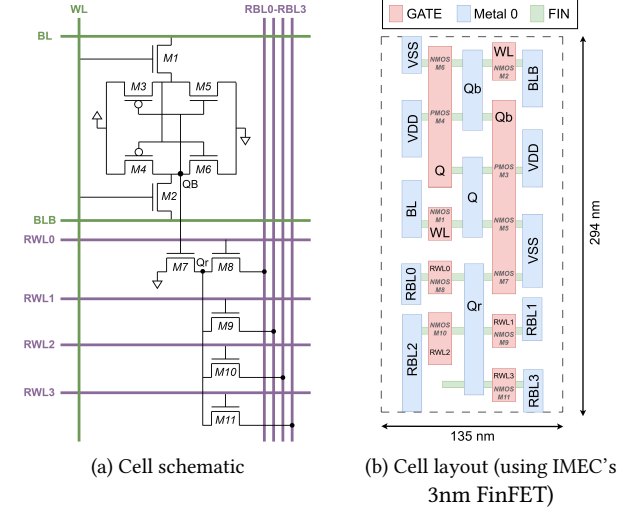 WL
RBL0-RBL3
BL
M1
M3
M5
M4
M6
QB
M2
BLB
RWL0
Qr
M7
M8
RWL1
M9
RWL2
M10
RWL3
M11
(a) Cell schematic
GATE
Metal 0
FIN
VSS
NMOS
M6
WL
NMOS
M2
BLB
Qb
VDD
PMOS
M4
Qb
Q
PMOS
M3
VDD
BL
NMOS
M1
WL
Q
NMOS
M5
VSS
RBL0
RWL0
NMOS
M8
Qr
NMOS
M7
RBL2
NMOS
M10
RWL2
RWL1
NMOS
M9
RBL1
RWL3
NMOS
M11
RBL3
294 nm
135 nm
(b) Cell layout (using IMEC's
3nm FinFET)